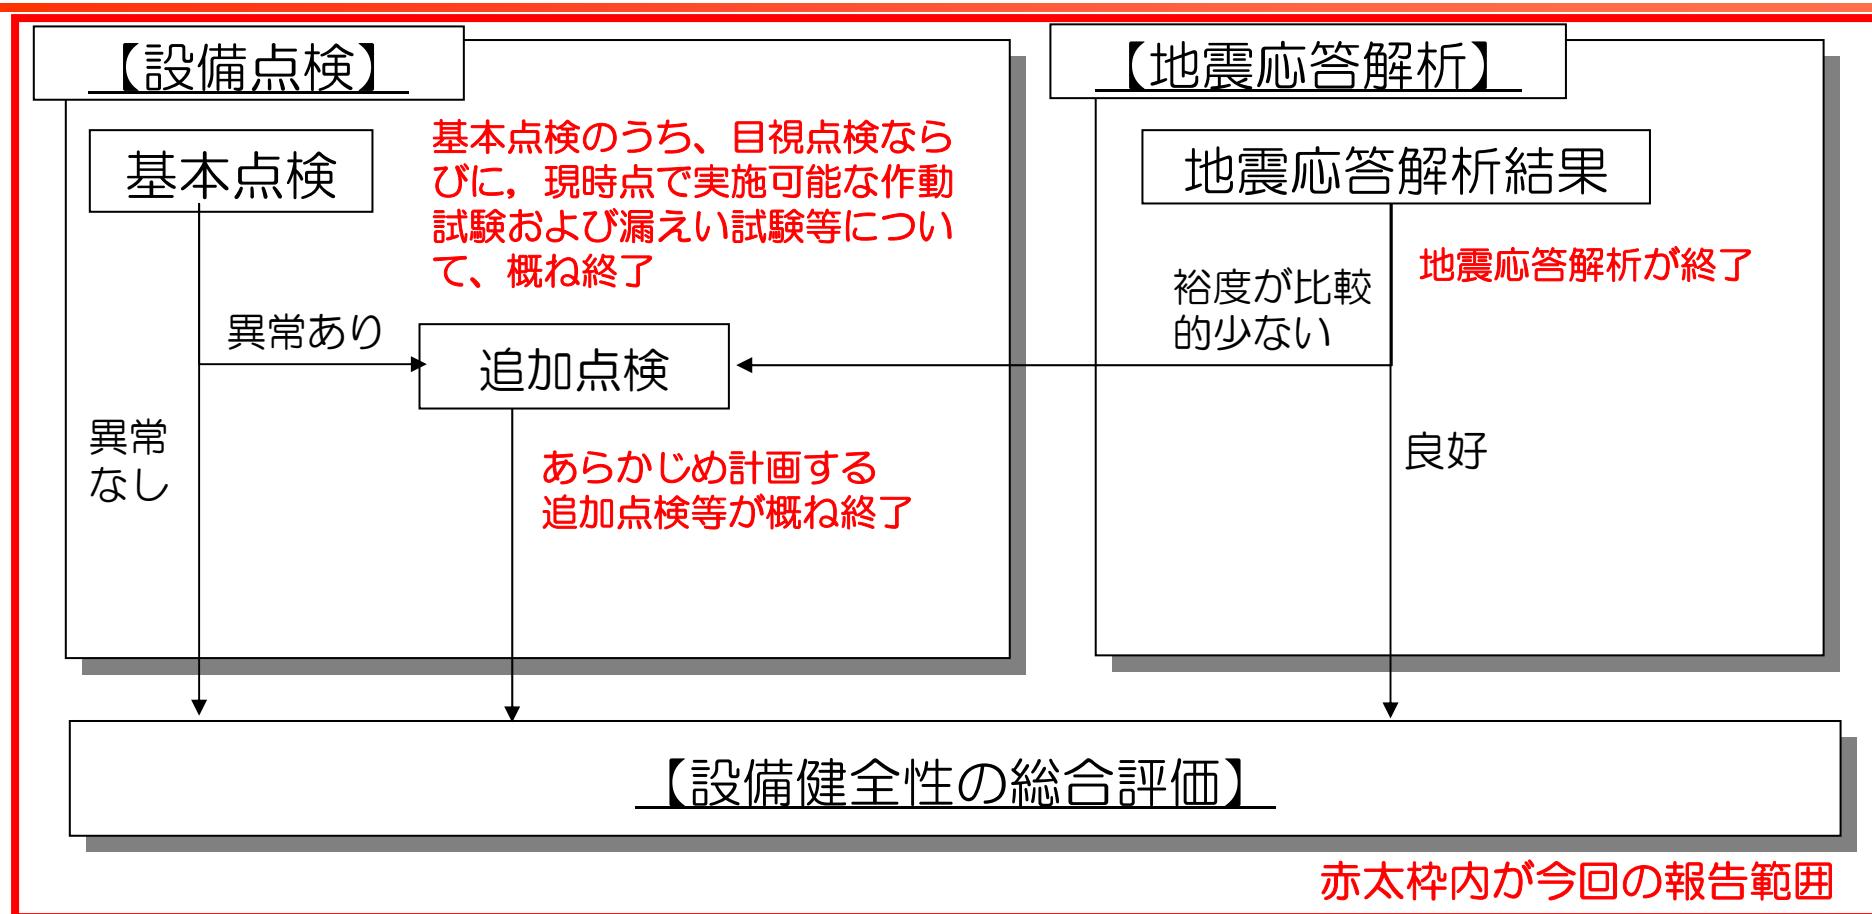 【設備点検】
基本点検
基本点検のうち、目視点検なら
びに，現時点で実施可能な作動
試験および漏えい試験等につい
て、概ね終了
異常あり
追加点検
異常
なし
あらかじめ計画する
追加点検等が概ね終了
【地震応答解析】
地震応答解析結果
地震応答解析が終了
裕度が比較
的少ない
良好
【設備健全性の総合評価】
赤太枠内が今回の報告範囲